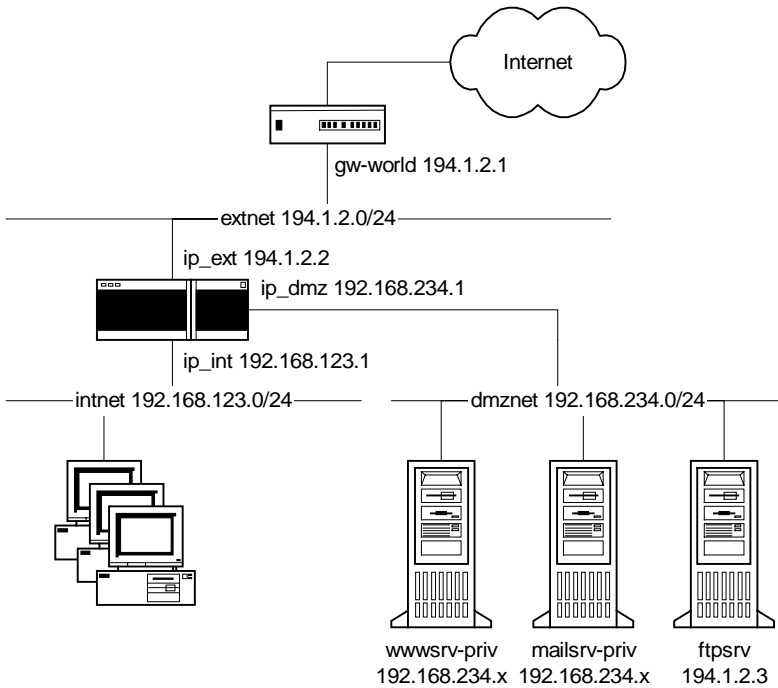 Internet
gw-world 194.1.2.1
extnet 194.1.2.0/24
ip_ext 194.1.2.2
ip_dmz 192.168.234.1
ip_int 192.168.123.1
intnet 192.168.123.0/24
dmznet 192.168.234.0/24
wwwsrv-priv
192.168.234.x
mailsrv-priv
192.168.234.x
ftpsrv
194.1.2.3